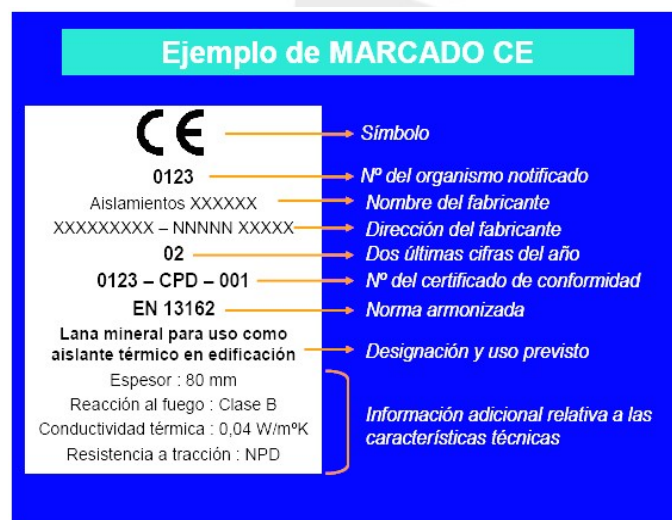 Ejemplo de MARCADO CE
CE
Símbolo
0123
Nº del organismo notificado
Aislamientos XXXXXX
Nombre del fabricante
XXXXXXXXX – NNNNN XXXXX
Dirección del fabricante
02
Dos últimas cifras del año
0123 – CPD – 001
Nº del certificado de conformidad
EN 13162
Norma armonizada
Lana mineral para uso como
aislante térmico en edificación
Designación y uso previsto
Espesor : 80 mm
Reacción al fuego : Clase B
Conductividad térmica : 0,04 W/mºK
Resistencia a tracción : NPD
Información adicional relativa a las
características técnicas